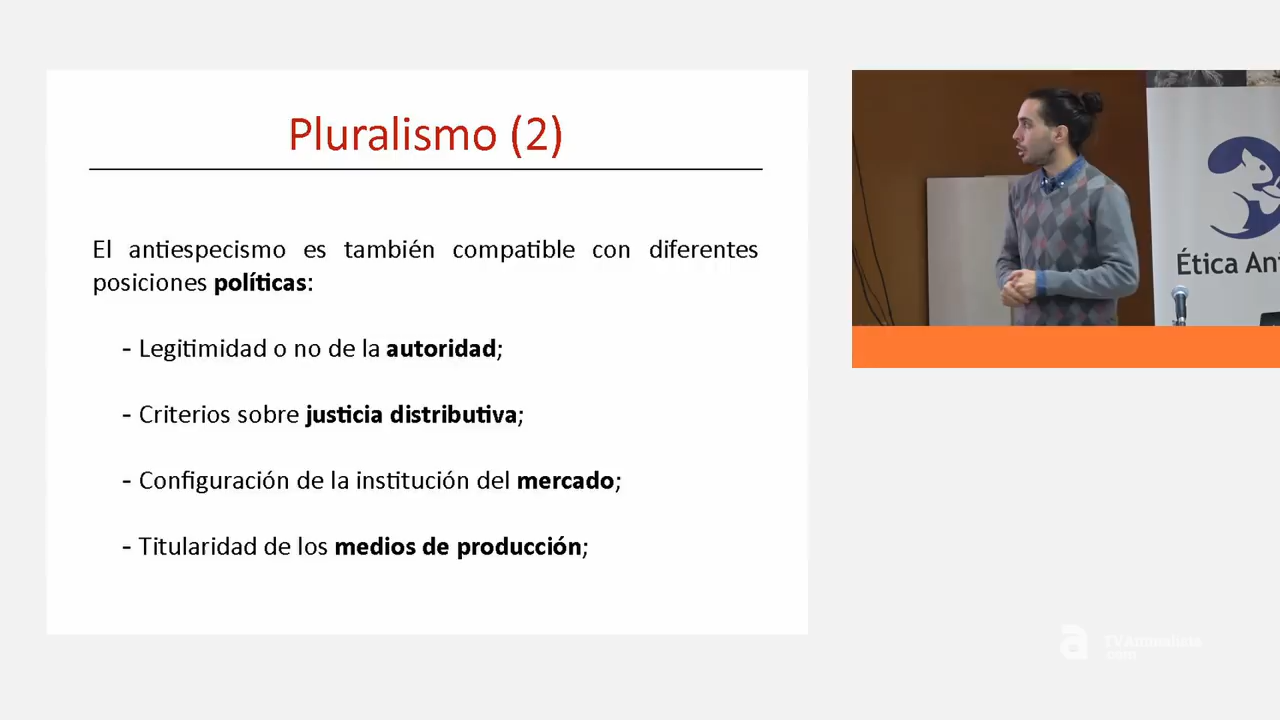 Pluralismo (2)
El antiespecismo es también compatible con diferentes
posiciones políticas:
- Legitimidad o no de la autoridad;
- Criterios sobre justicia distributiva;
- Configuración de la institución del mercado;
- Titularidad de los medios de producción;
Ética